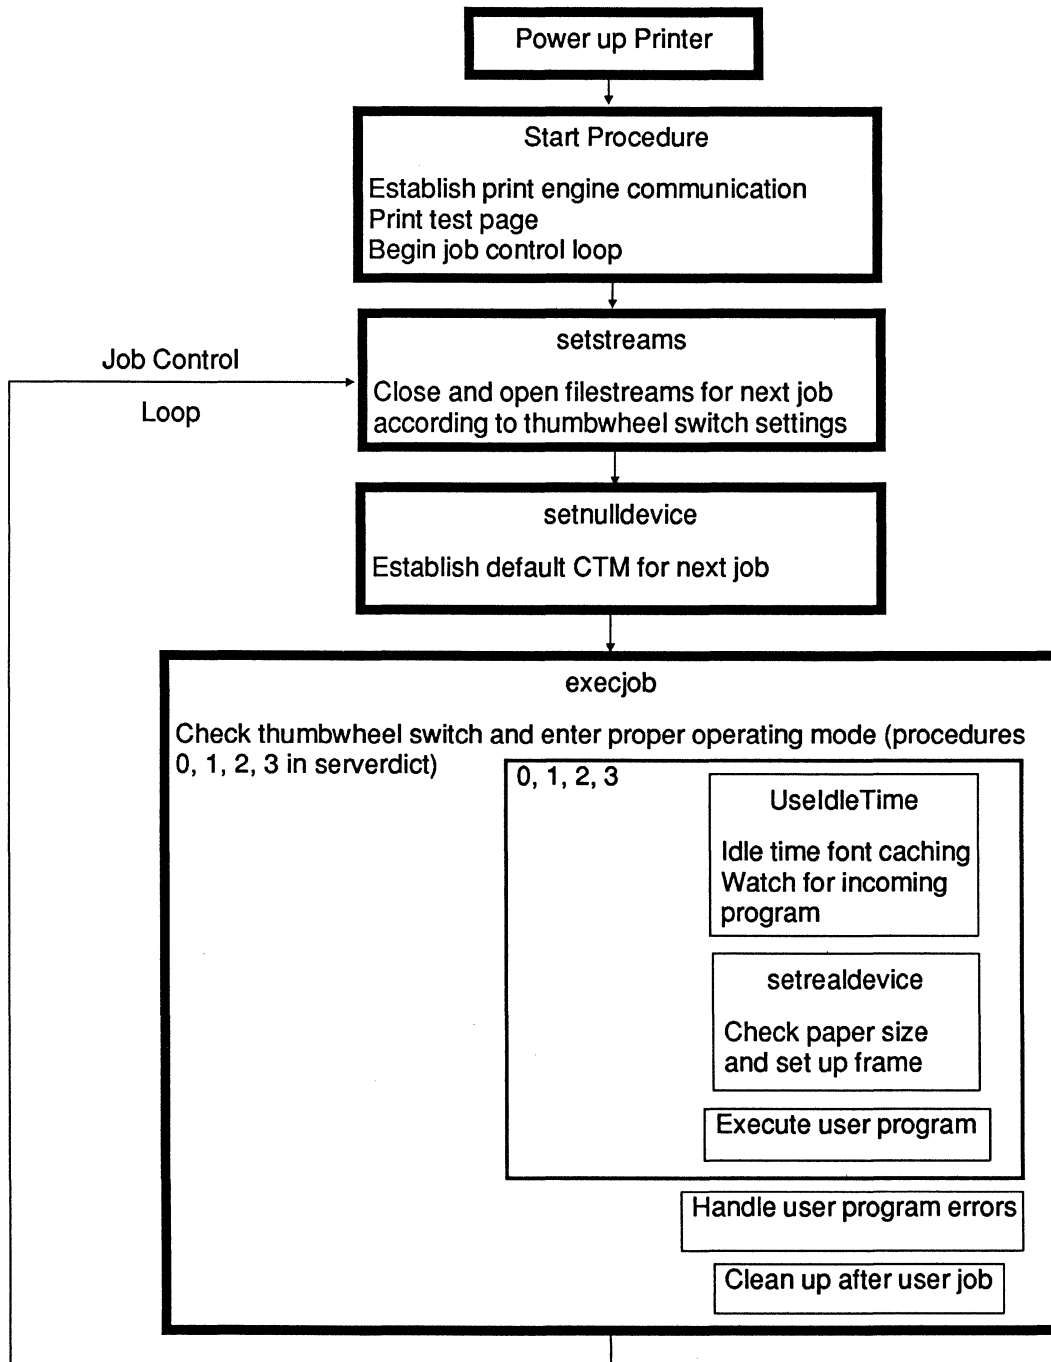 Power up Printer
Start Procedure
Establish print engine communication
Print test page
Begin job control loop
setstreams
Close and open filestreams for next job
according to thumbwheel switch settings
Job Control
Loop
setnulldevice
Establish default CTM for next job
execjob
Check thumbwheel switch and enter proper operating mode (procedures
0, 1, 2, 3 in serverdict)
0, 1, 2, 3
UseIdleTime
Idle time font caching
Watch for incoming
program
setrealdevice
Check paper size
and set up frame
Execute user program
Handle user program errors
Clean up after user job